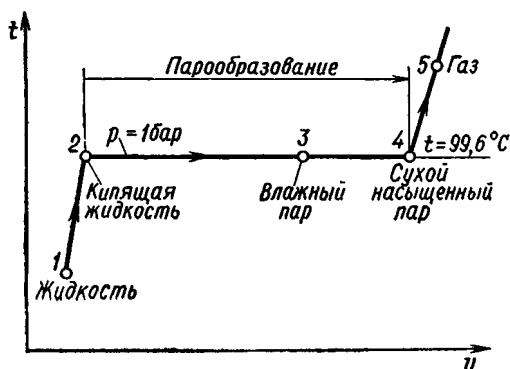 t
Парообразование
5 Газ
2
p = 1бар
3
4
t = 99,6°C
Кипящая
жидкость
Влажный
пар
Сухой
насыщенный
пар
1
Жидкость
v